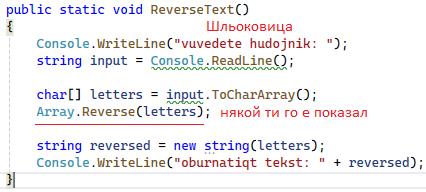 public static void ReverseText()
Шльоковица
{
Console.WriteLine("vuvedete hudojnik: ");
string input = Console.ReadLine();
char[] letters = input.ToCharArray();
Array.Reverse(letters); някой ти го е показал
string reversed = new string(letters);
Console.WriteLine("oburnatiqt tekst: " + reversed);
}